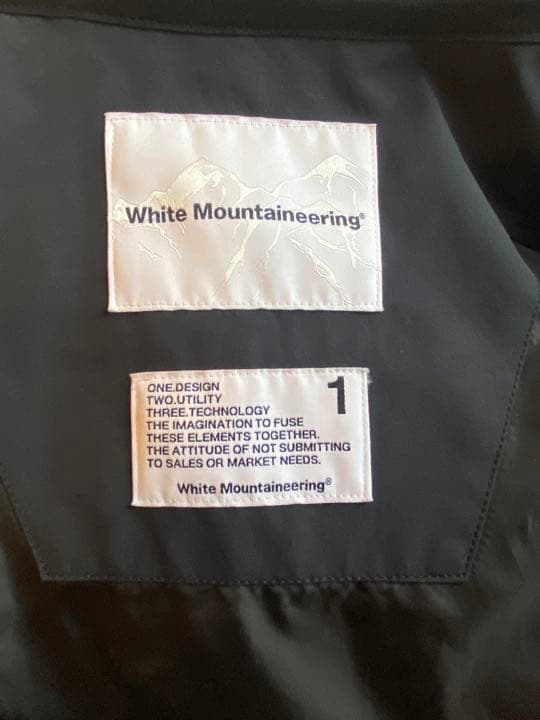 White Mountaineering®
1
ONE.DESIGN
TWO.UTILITY
THREE.TECHNOLOGY
THE IMAGINATION TO FUSE
THESE ELEMENTS TOGETHER.
THE ATTITUDE OF NOT SUBMITTING
TO SALES OR MARKET NEEDS.
White Mountaineering®